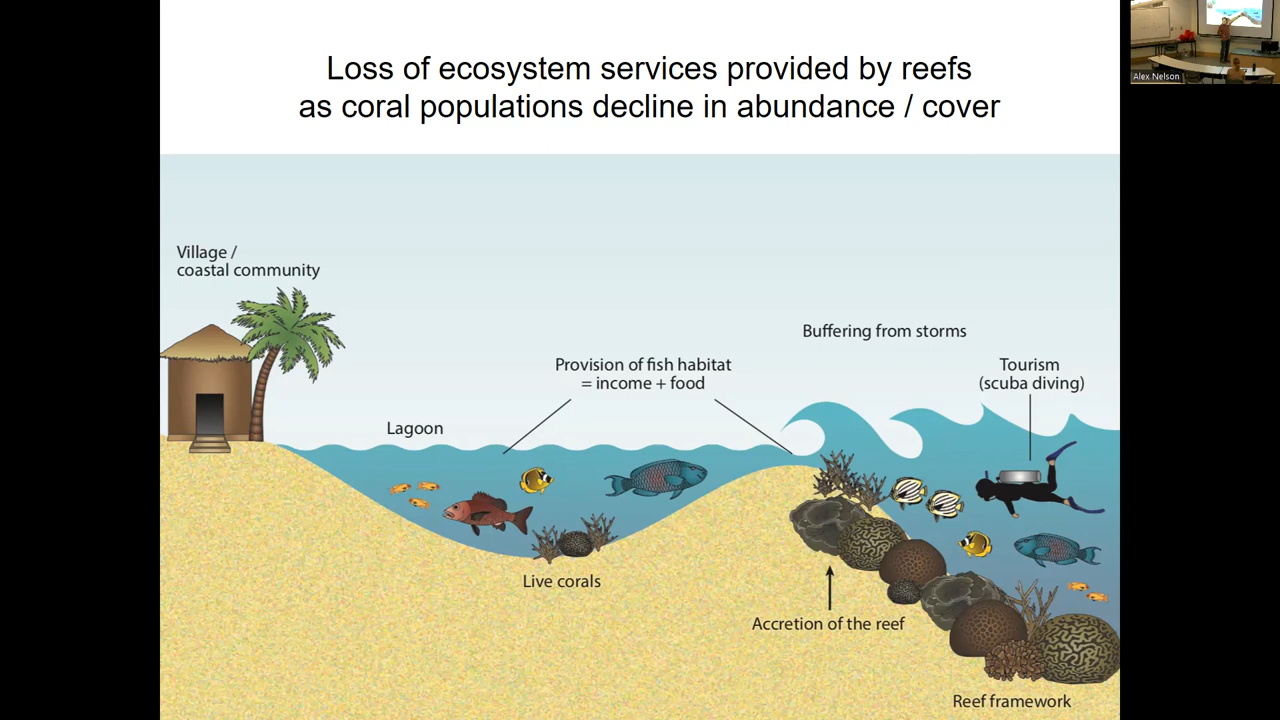 Loss of ecosystem services provided by reefs
as coral populations decline in abundance / cover
Alex Nelson
Village /
coastal community
Buffering from storms
Provision of fish habitat
= income + food
Tourism
(scuba diving)
Lagoon
Live corals
Accretion of the reef
Reef framework